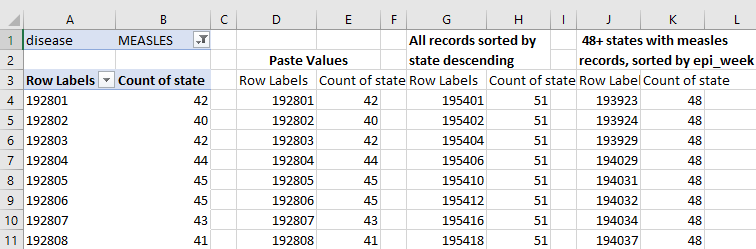 A B C D E F G H I J K L
1 disease MEASLES All records sorted by 48+ states with measles
2 Paste Values state descending records, sorted by epi_week
3 Row Labels Count of state Row Labels Count of state Row Labels Count of state Row Label Count of state
4 192801 42 192801 42 195401 51 193923 48
5 192802 40 192802 40 195402 51 193924 48
6 192803 42 192803 42 195404 51 193929 48
7 192804 44 192804 44 195406 51 194029 48
8 192805 45 192805 45 195410 51 194031 48
9 192806 45 192806 45 195412 51 194032 48
10 192807 43 192807 43 195416 51 194034 48
11 192808 41 192808 41 195418 51 194037 48